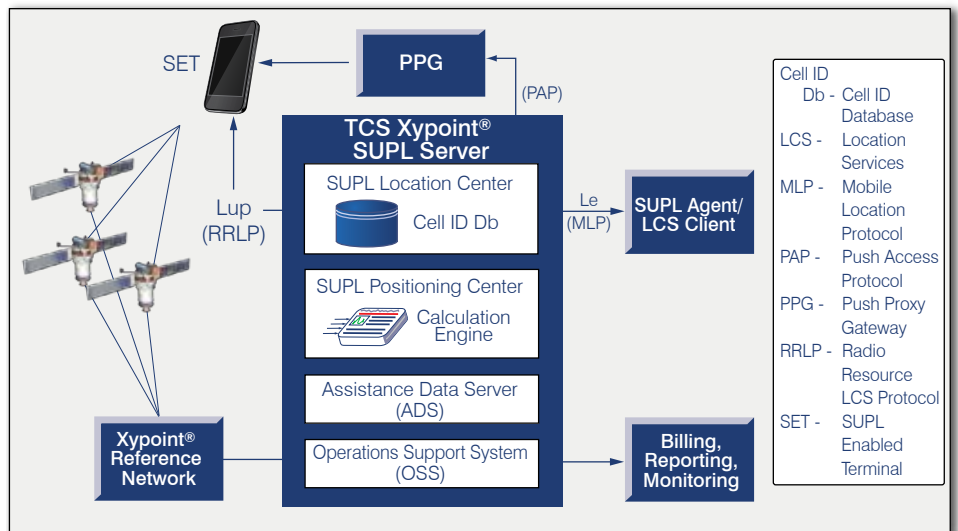 SET
PPG
(PAP)
TCS Xypoint®
SUPL Server
SUPL Location Center
Cell ID Db
Lup
(RRLP)
Le
(MLP)
SUPL Agent/
LCS Client
SUPL Positioning Center
Calculation
Engine
Assistance Data Server
(ADS)
Operations Support System
(OSS)
Xypoint®
Reference
Network
Billing,
Reporting,
Monitoring
Cell ID
Db - Cell ID
Database
LCS - Location
Services
MLP - Mobile
Location
Protocol
PAP - Push Access
Protocol
PPG - Push Proxy
Gateway
RRLP - Radio
Resource
LCS Protocol
SET - SUPL
Enabled
Terminal